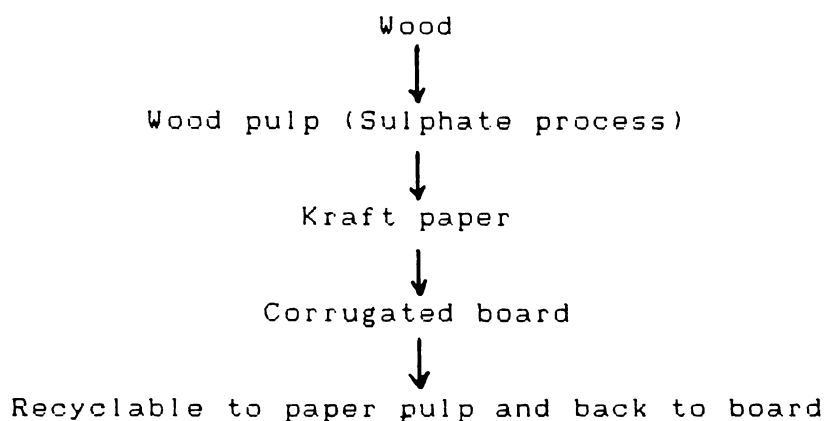 Wood
Wood pulp (Sulphate process)
Kraft paper
Corrugated board
Recyclable to paper pulp and back to board